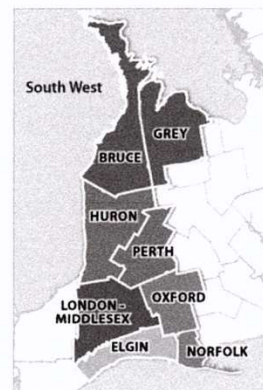 South West
GREY
BRUCE
HURON
PERTH
LONDON -
MIDDLESEX
OXFORD
ELGIN
NORFOLK